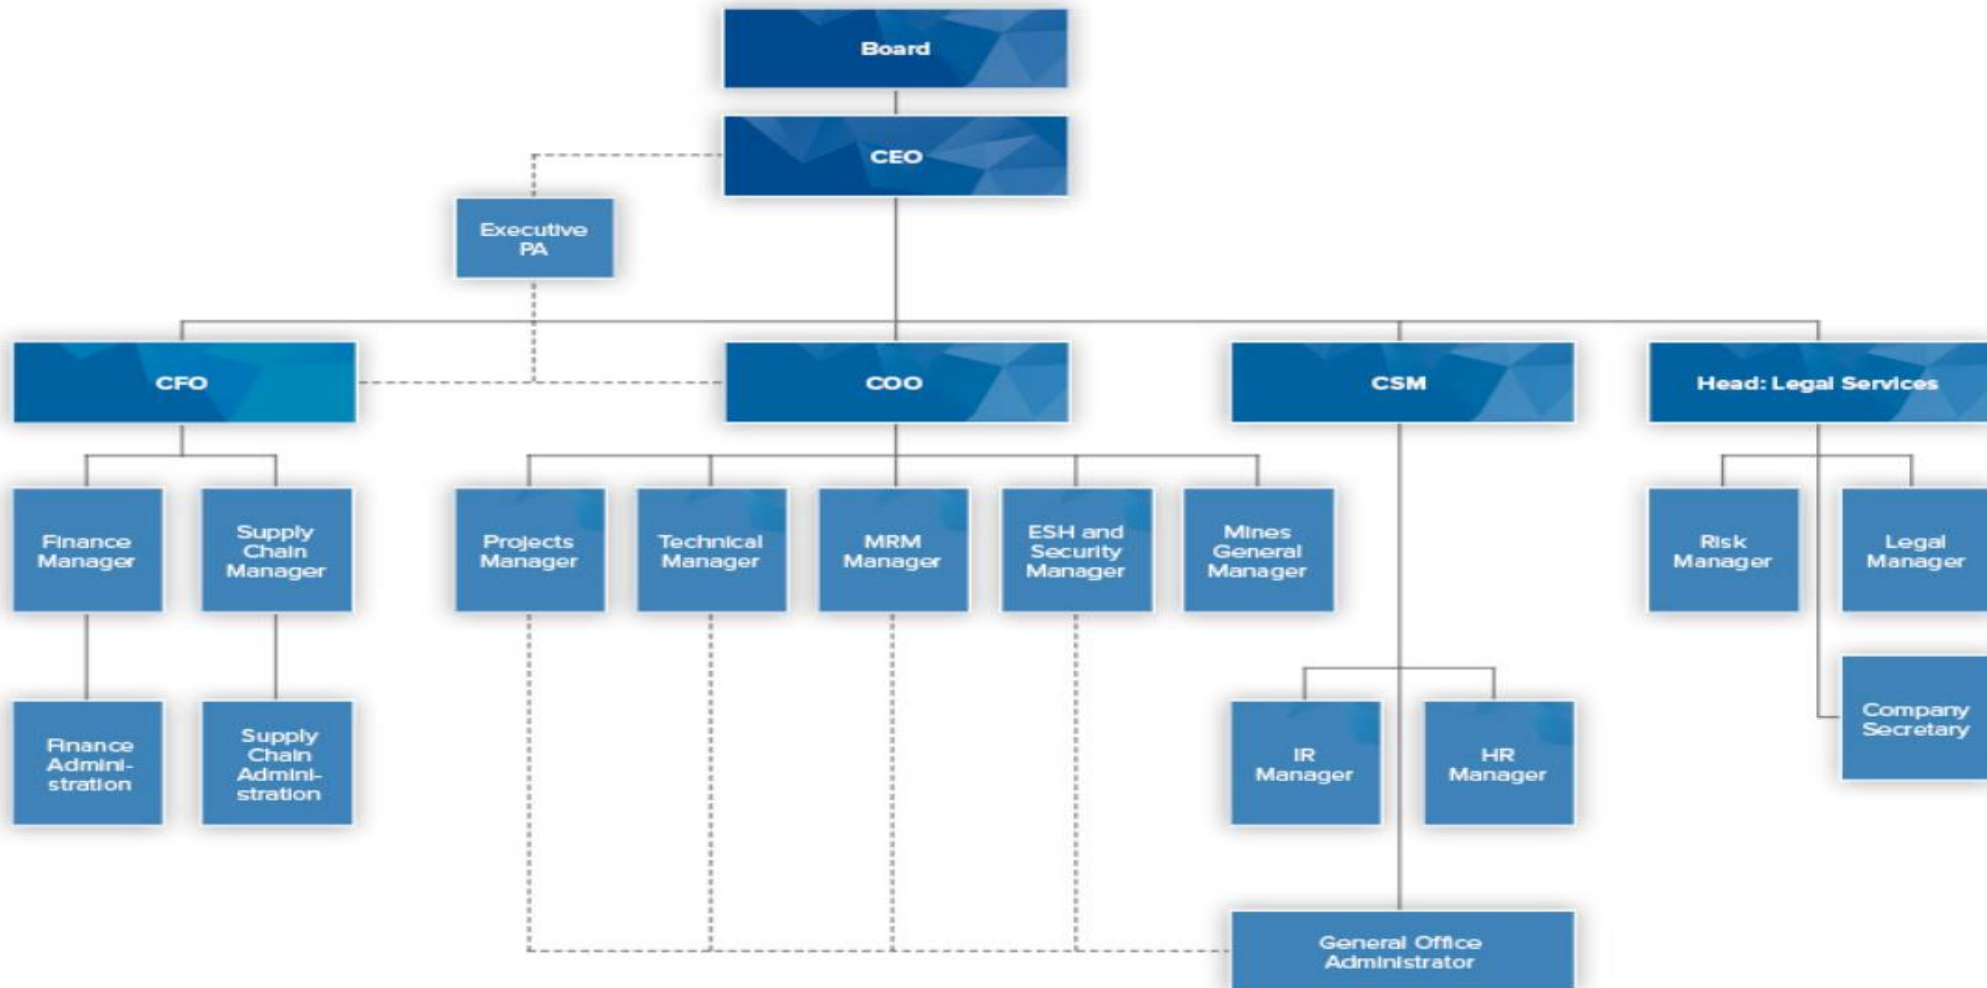 Board
CEO
Executive
PA
CFO
COO
CSM
Head: Legal Services
Finance
Manager
Supply
Chain
Manager
Projects
Manager
Technical
Manager
MRM
Manager
ESH and
Security
Manager
Mines
General
Manager
Risk
Manager
Legal
Manager
Finance
Admini-
stration
Supply
Chain
Admini-
stration
IR
Manager
HR
Manager
Company
Secretary
General Office
Administrator